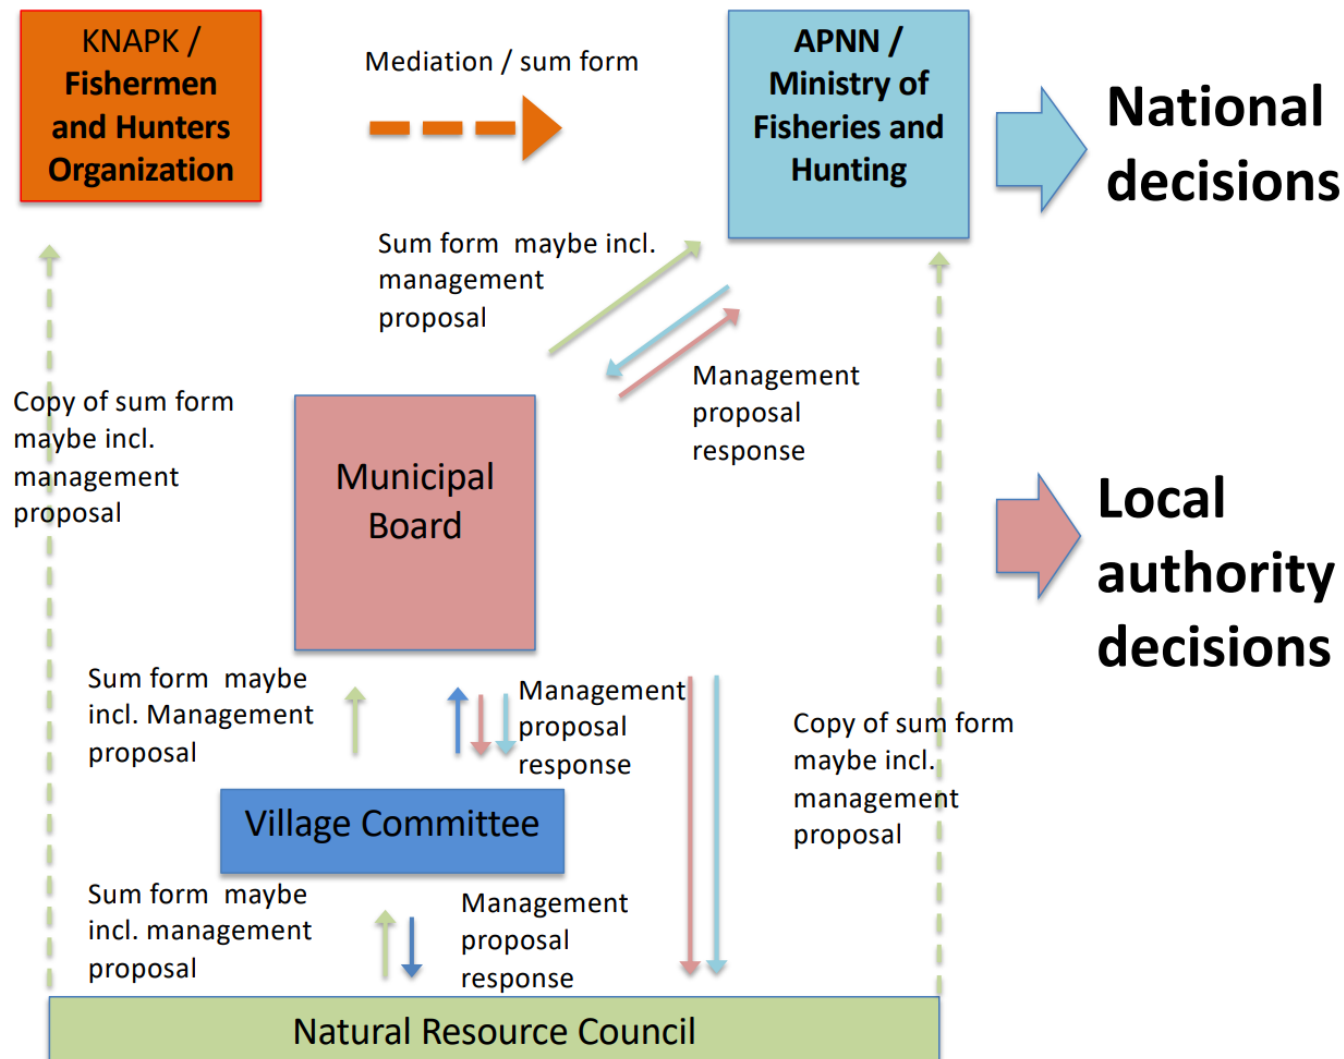 KNAPK /
Fishermen
and Hunters
Organization
Mediation / sum form
APNN /
Ministry of
Fisheries and
Hunting
National
decisions
Sum form  maybe incl.
management
proposal
Management
proposal
response
Copy of sum form
maybe incl.
management
proposal
Municipal
Board
Local
authority
decisions
Sum form  maybe
incl. Management
proposal
Management
proposal
response
Copy of sum form
maybe incl.
management
proposal
Village Committee
Sum form  maybe
incl. management
proposal
Management
proposal
response
Natural Resource Council